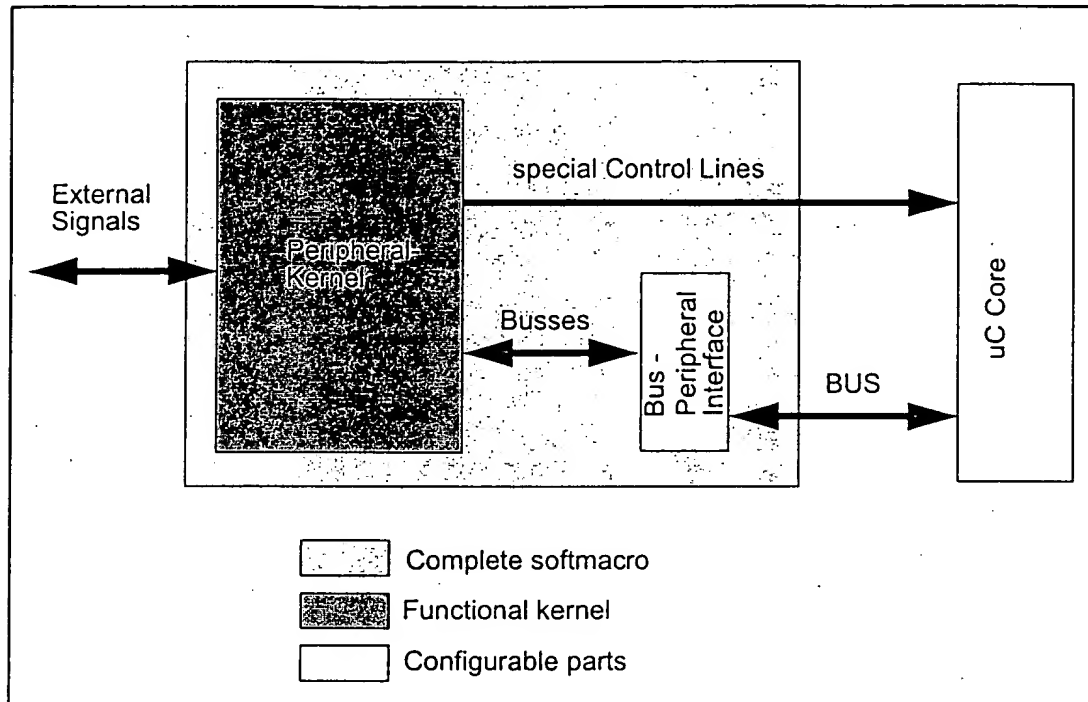 External
Signals
Peripheral-
Kernel
special Control Lines
Busses
Bus -
Peripheral
Interface
BUS
uC Core
Complete softmacro
Functional kernel
Configurable parts